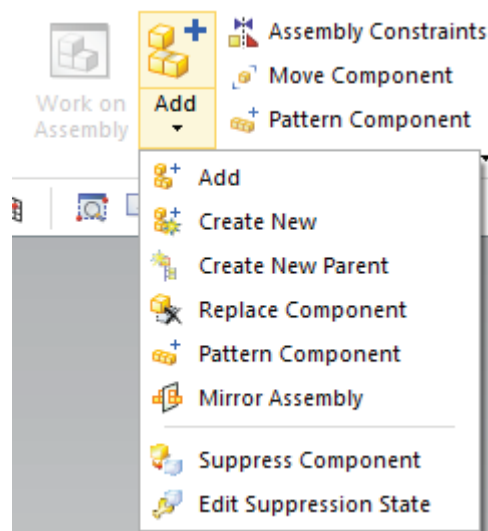 Assembly Constraints
Move Component
Pattern Component
Work on
Assembly
Add
Add
Create New
Create New Parent
Replace Component
Pattern Component
Mirror Assembly
Suppress Component
Edit Suppression State